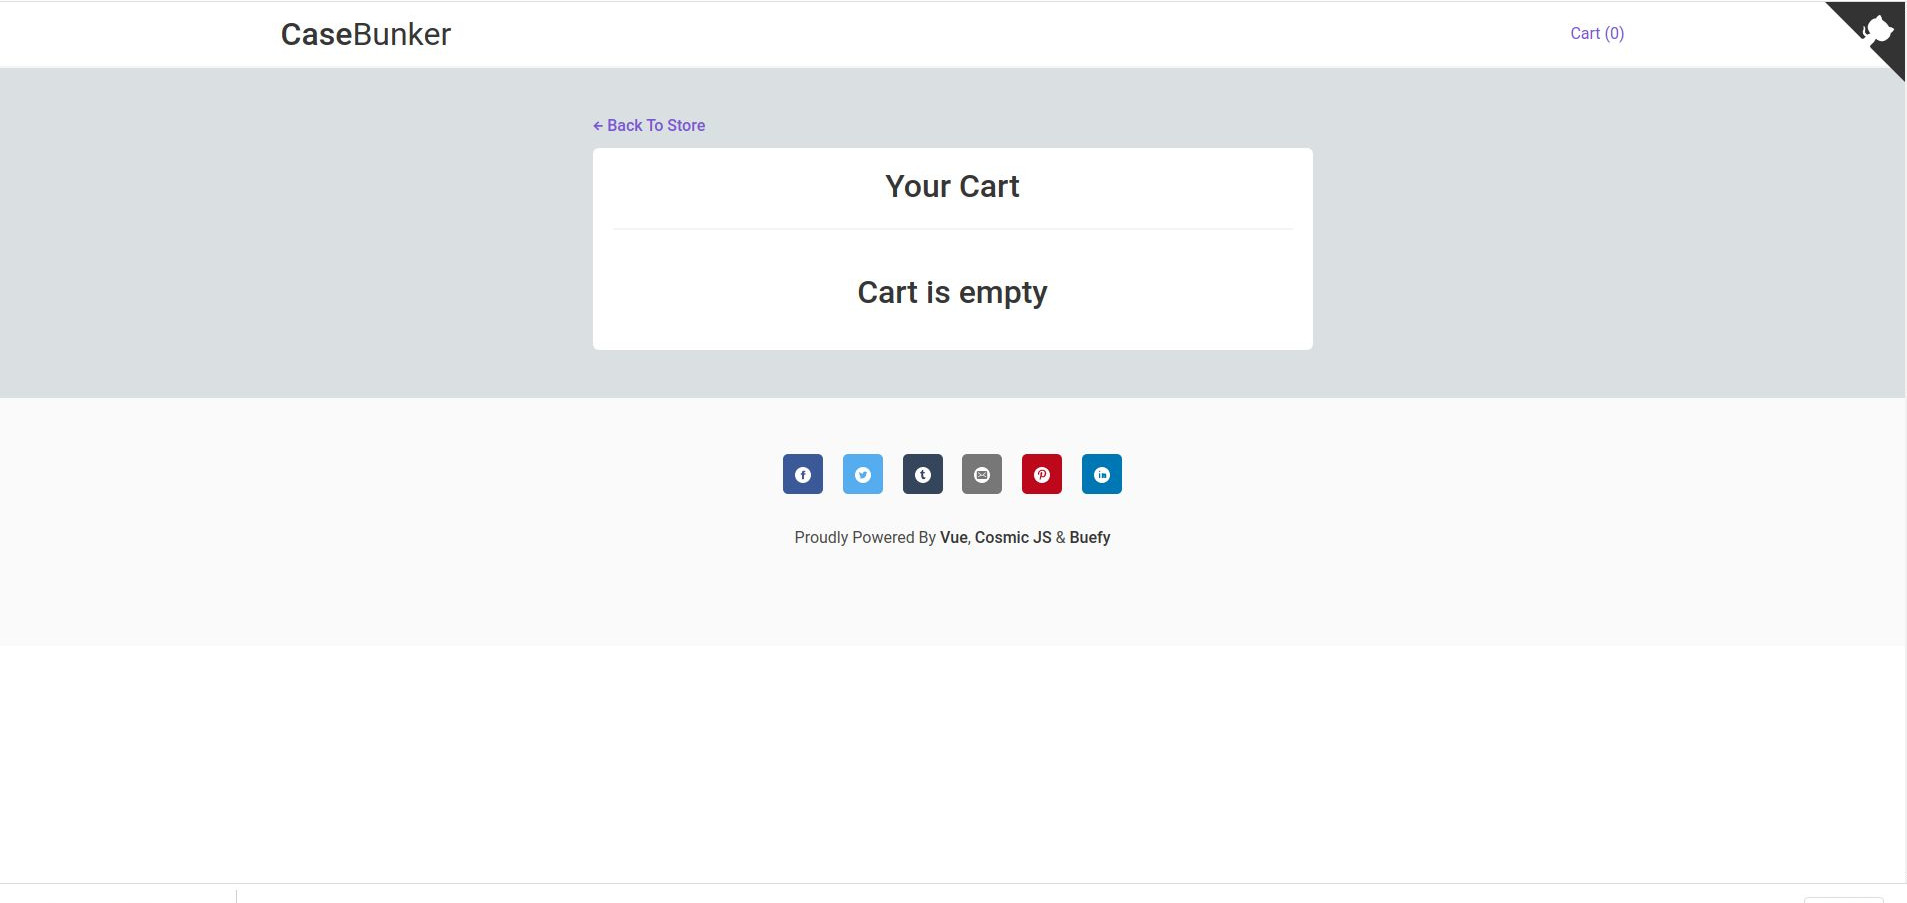 CaseBunker
Cart (0)
← Back To Store
Your Cart
Cart is empty
Proudly Powered By Vue, Cosmic JS & Buefy